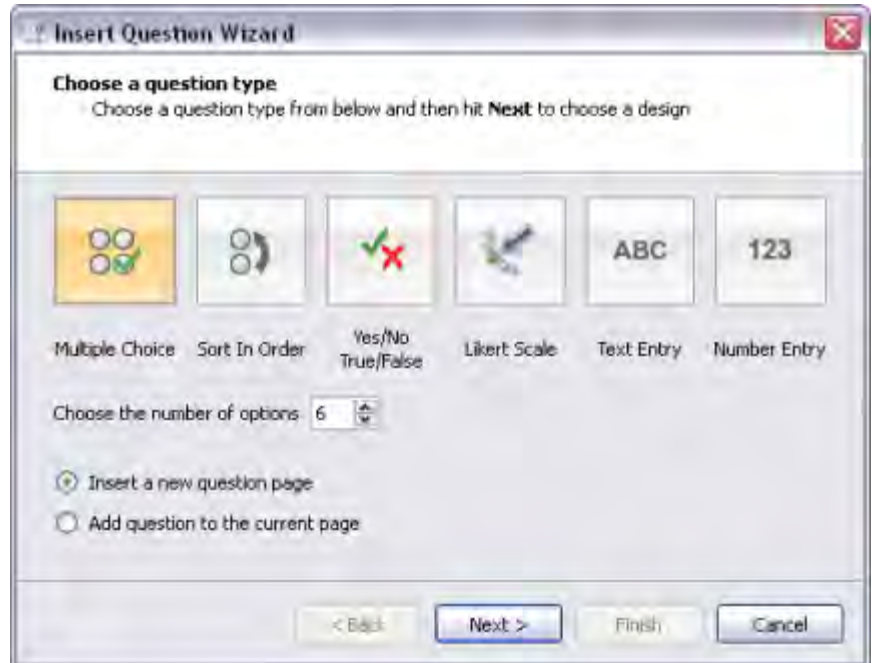 Insert Question Wizard
Choose a question type
Choose a question type from below and then hit Next to choose a design
ABC
123
Multiple Choice
Sort In Order
Yes/No
True/False
Likert Scale
Text Entry
Number Entry
Choose the number of options 6
Insert a new question page
Add question to the current page
< Back
Next >
Finish
Cancel